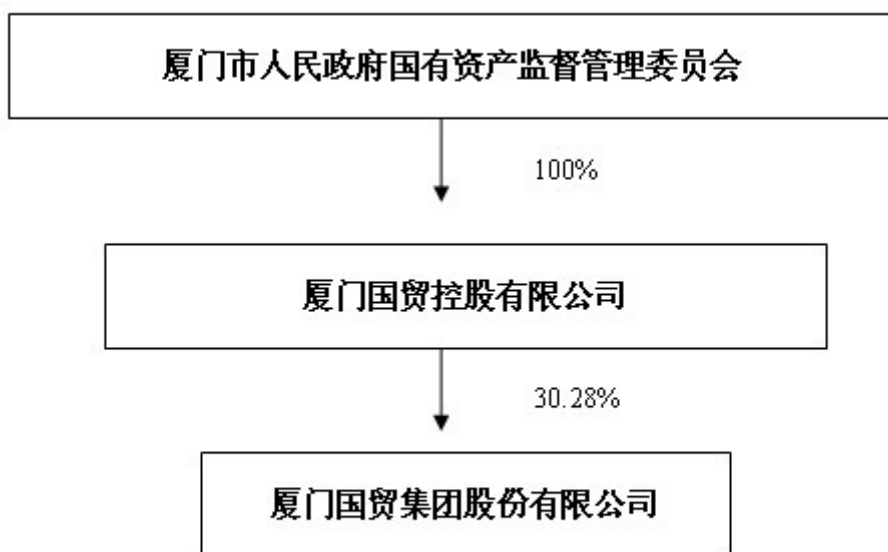 厦门市人民政府国有资产监督管理委员会
100%
厦门国贸控股有限公司
30.28%
厦门国贸集团股份有限公司